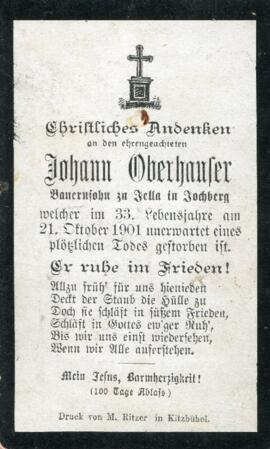 Christliches Andenken
an den ehrengeachteten
Johann Oberhauser
Bauernsohn zu Jella in Jochberg
welcher im 33. Lebensjahre am
21. Oktober 1901 unerwartet eines
plötzlichen Todes gestorben ist.
Er ruhe im Frieden!
Allzu früh' für uns hienieden
Deckt der Staub die Hülle zu
Doch sie schläft in süßem Frieden,
Schläft in Gottes ew'ger Ruh',
Bis wir uns einst wiedersehen,
Wenn wir Alle auferstehen.
Mein Jesus, Barmherzigkeit!
(100 Tage Ablaß)
Druck von M. Ritzer in Kitzbühel.